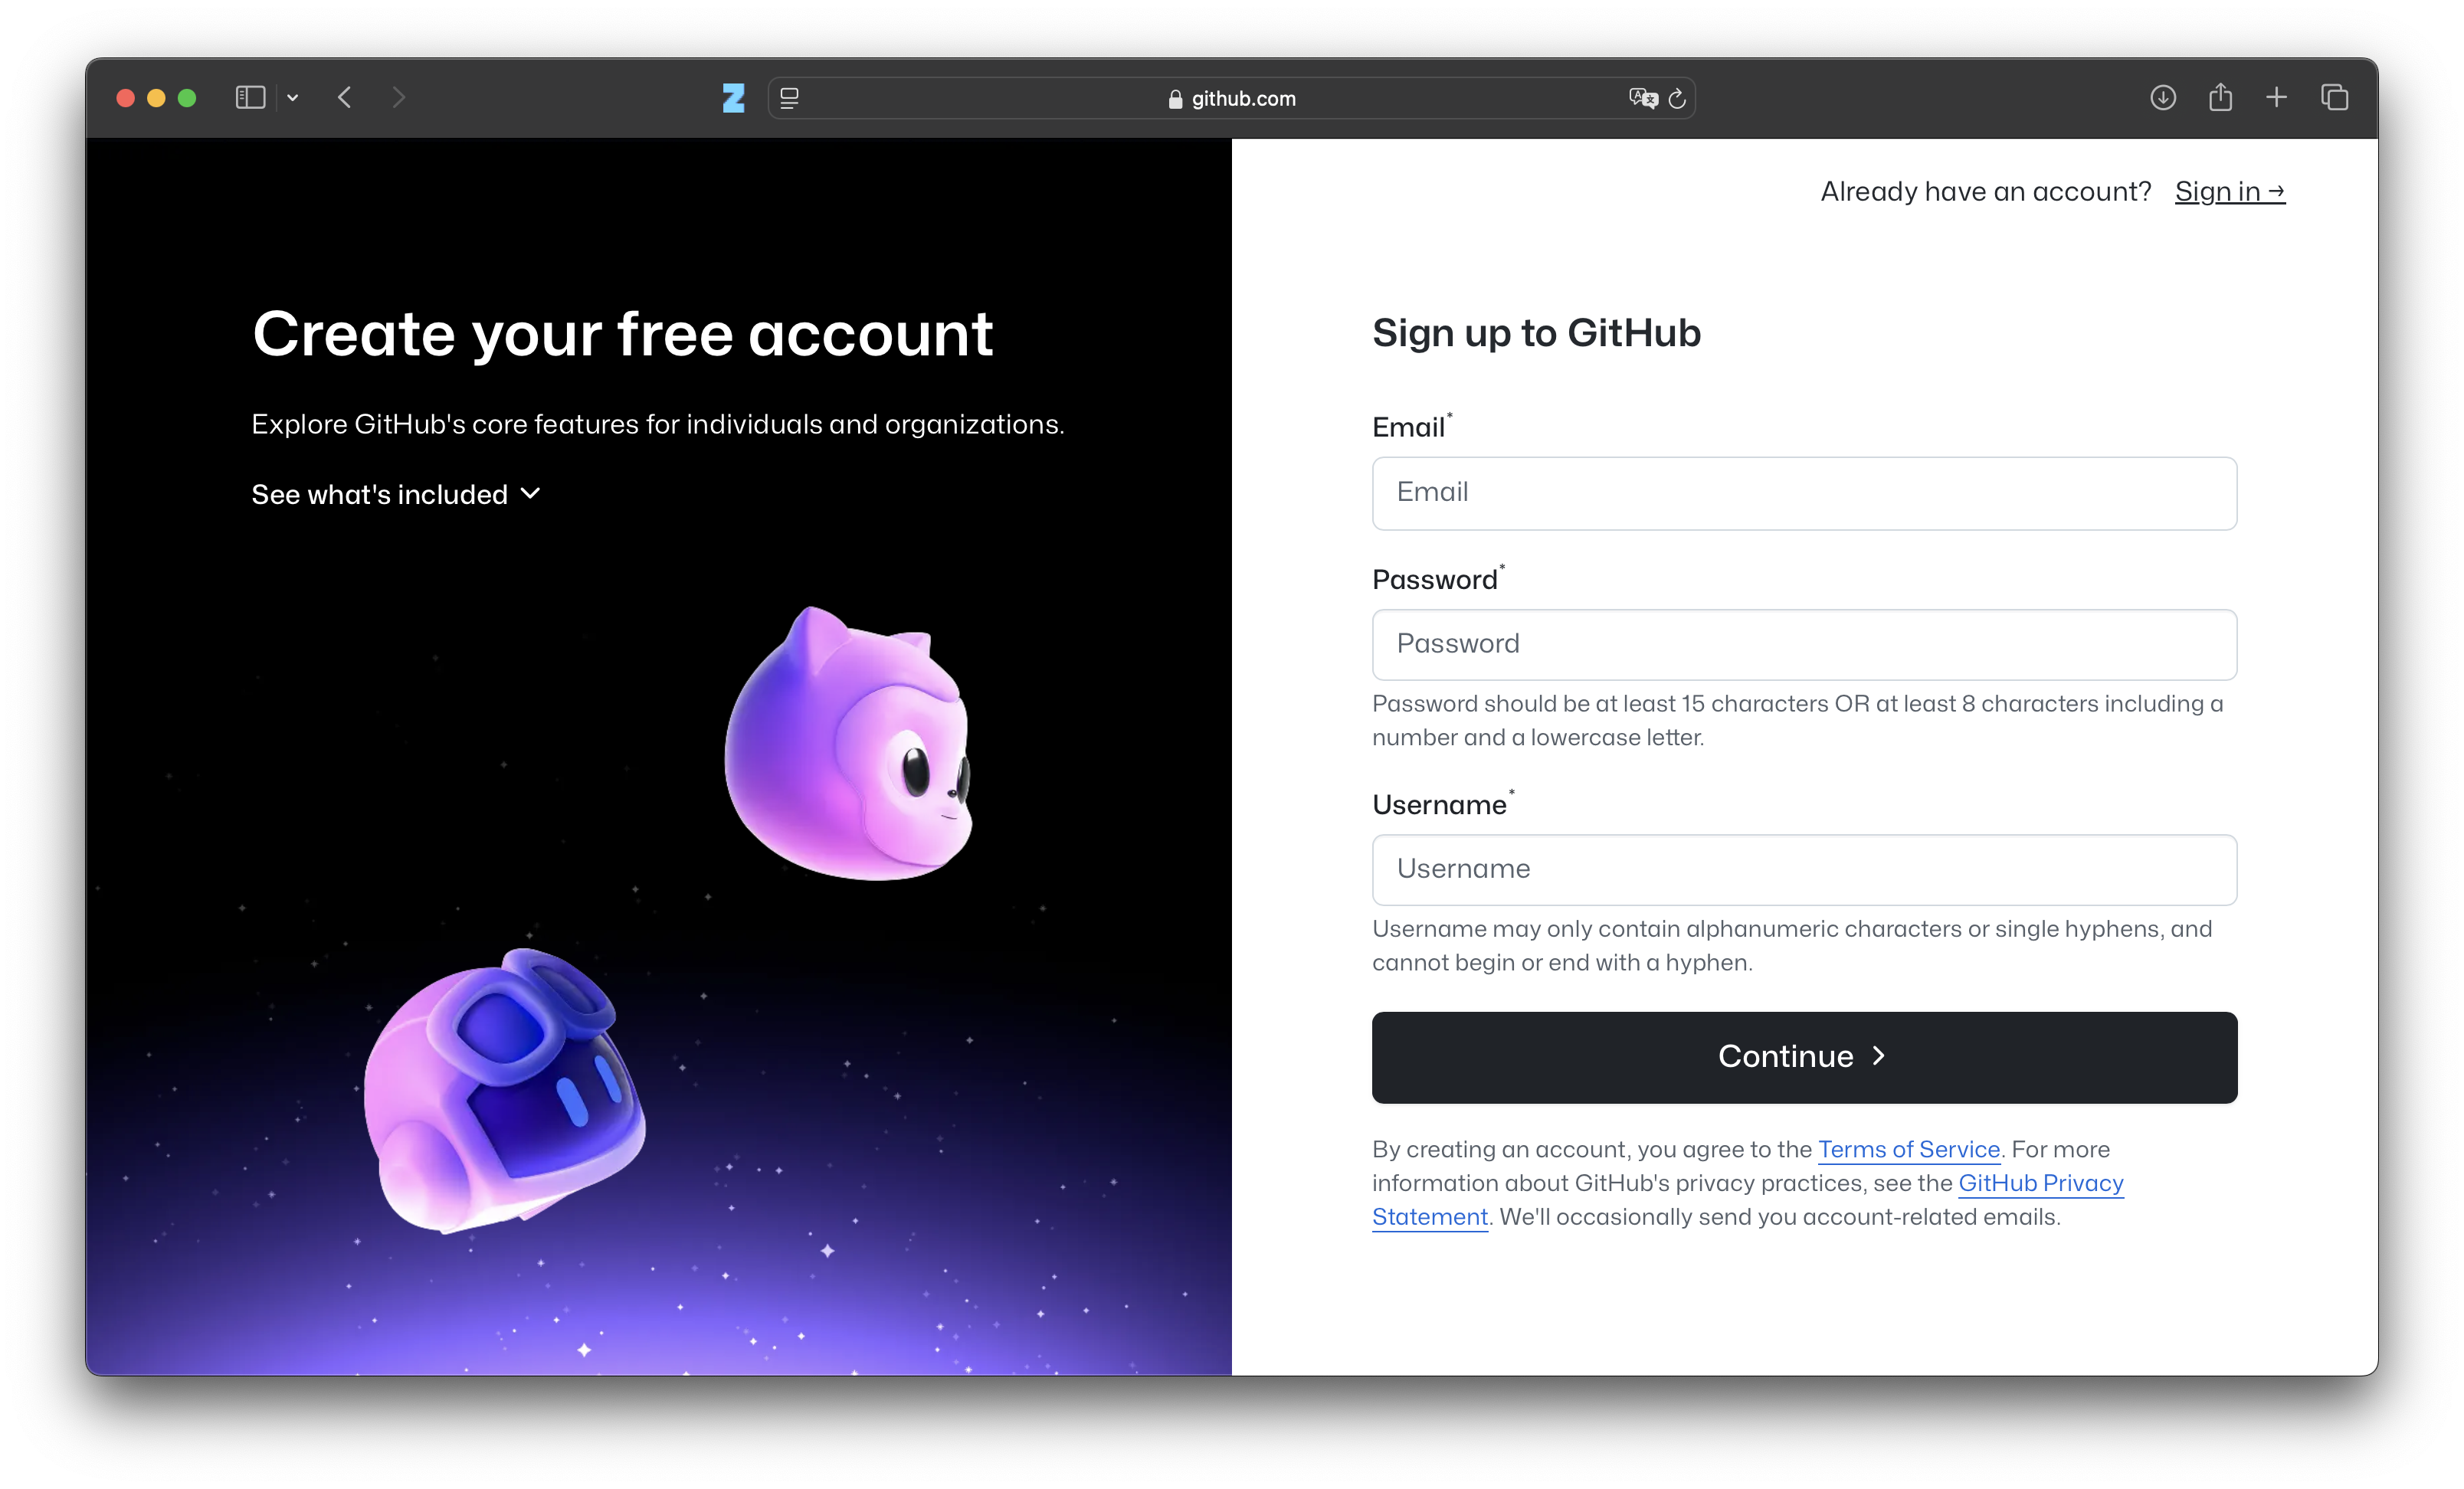 github.com
Already have an account? Sign in →
Create your free account
Explore GitHub's core features for individuals and organizations.
See what's included
Sign up to GitHub
Email*
Email
Password*
Password
Password should be at least 15 characters OR at least 8 characters including a
number and a lowercase letter.
Username*
Username
Username may only contain alphanumeric characters or single hyphens, and
cannot begin or end with a hyphen.
Continue
By creating an account, you agree to the Terms of Service. For more
information about GitHub's privacy practices, see the GitHub Privacy
Statement. We'll occasionally send you account-related emails.